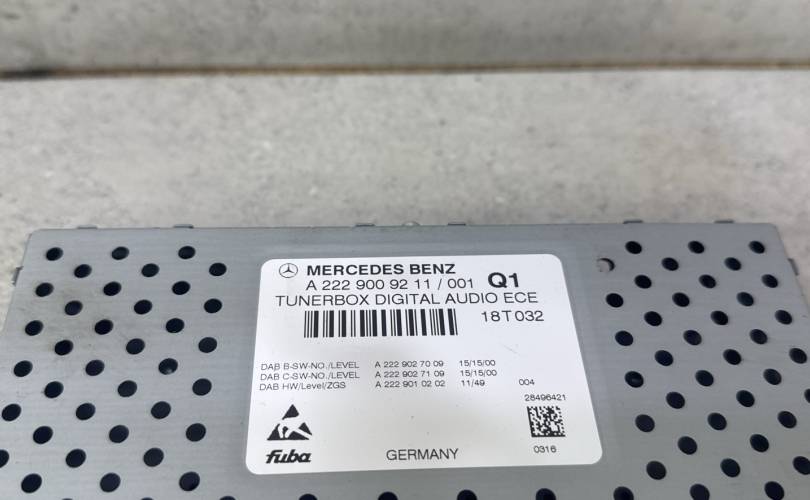 MERCEDES BENZ
A 222 900 92 11 / 001 Q1
TUNERBOX DIGITAL AUDIO ECE
18T032
DAB B-SW-NO./LEVEL A 222 902 70 09 15/15/00
DAB C-SW-NO./LEVEL A 222 902 71 09 15/15/00
DAB HW/Level/ZGS A 222 901 02 02 11/49 004
28496421
fuba GERMANY 0316